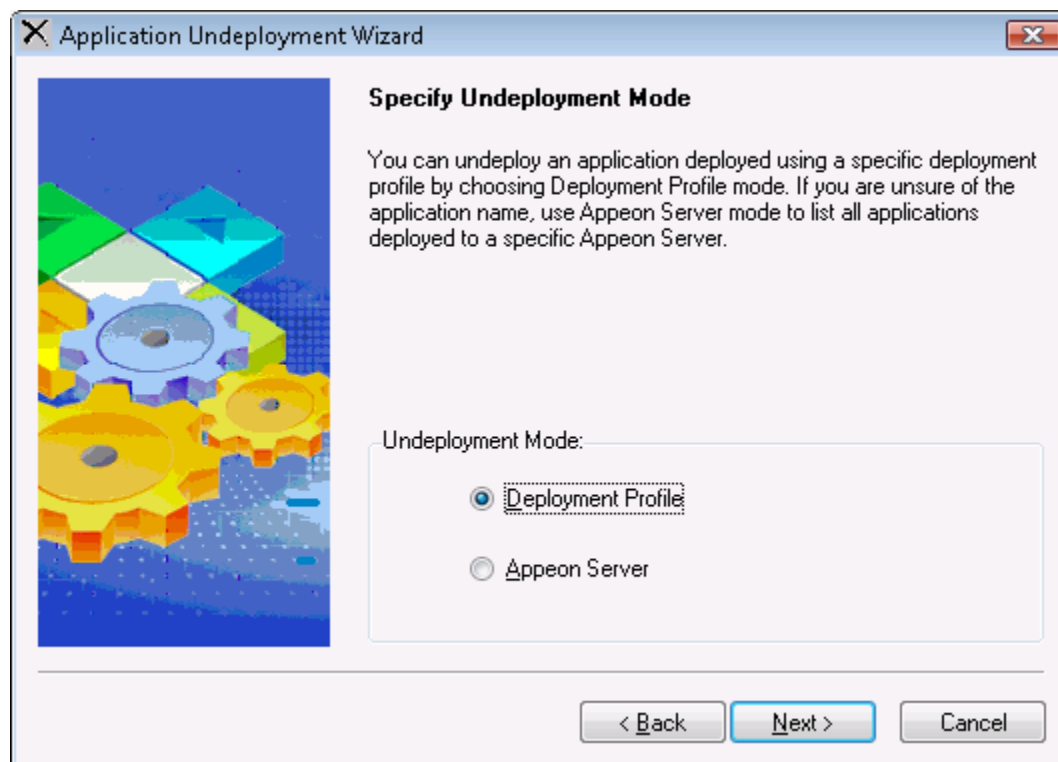 Application Undeployment Wizard
Specify Undeployment Mode
You can undeploy an application deployed using a specific deployment
profile by choosing Deployment Profile mode. If you are unsure of the
application name, use Appeon Server mode to list all applications
deployed to a specific Appeon Server.
Undeployment Mode:
Deployment Profile
Appeon Server
< Back
Next >
Cancel